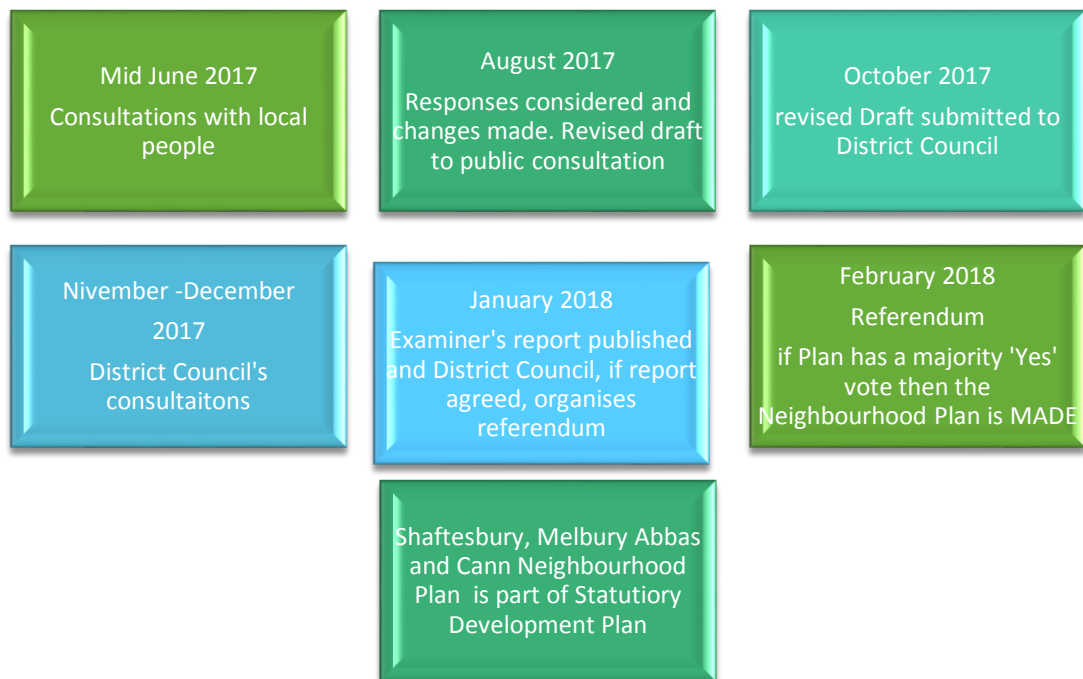 Mid June 2017
Consultations with local
people
August 2017
Responses considered and
changes made. Revised draft
to public consultation
October 2017
revised Draft submitted to
District Council
Nivember -December
2017
District Council's
consultaitons
January 2018
Examiner's report published
and District Council, if report
agreed, organises
referendum
February 2018
Referendum
if Plan has a majority 'Yes'
vote then the
Neighbourhood Plan is MADE
Shaftesbury, Melbury Abbas
and Cann Neighbourhood
Plan is part of Statutiory
Development Plan